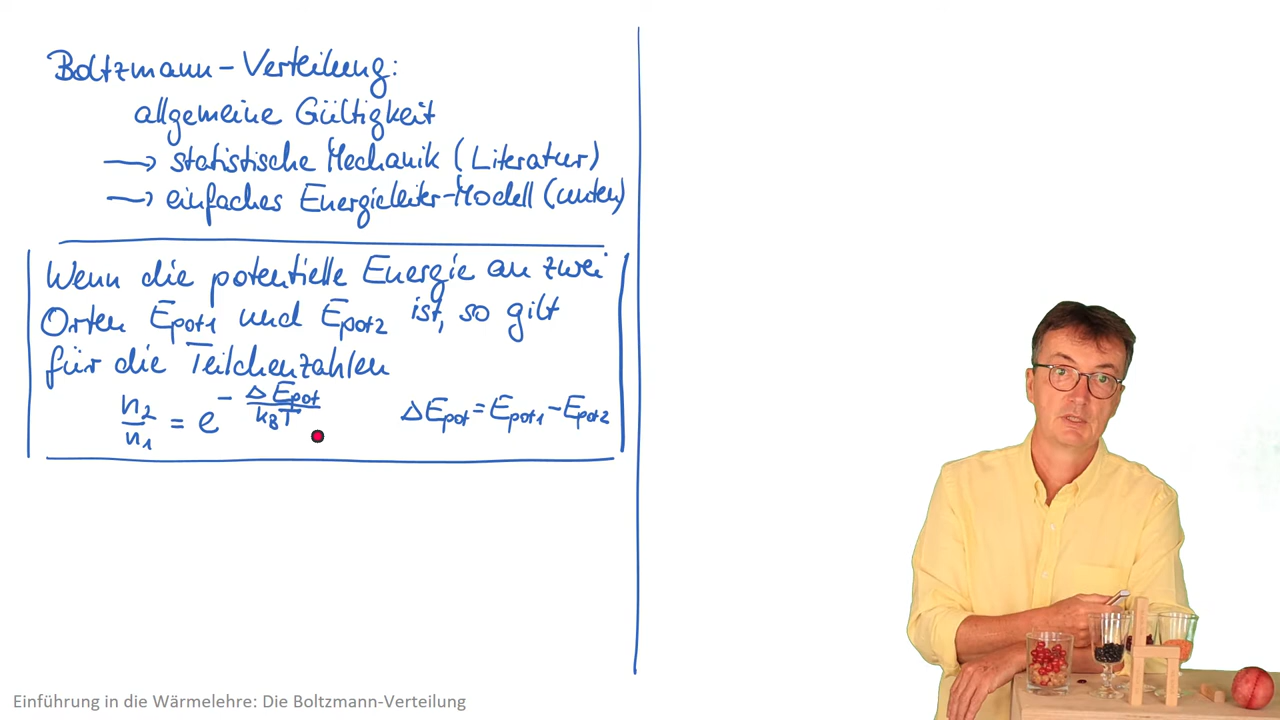 Boltzmann-Verteilung:
allgemeine Gültigkeit
→ statistische Mechanik (Literatur)
→ einfaches Energieleiter-Modell (unten)
Wenn die potentielle Energie an zwei
Orten Epot1 und Epot2 ist, so gilt
für die Teilchenzahlen
n2/n1 = e^(-ΔEpot/kBT) ΔEpot = Epot1 - Epot2
Einführung in die Wärmelehre: Die Boltzmann-Verteilung